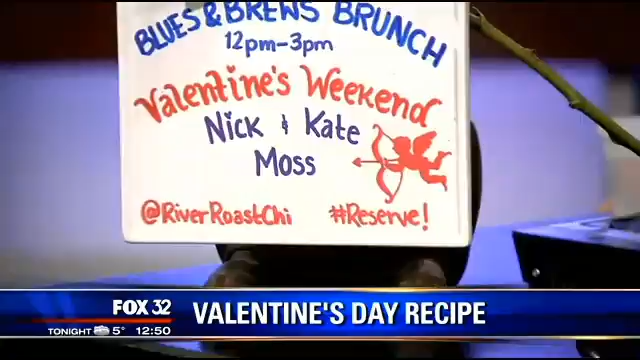 BLUES & BREWS BRUNCH
12pm-3pm
Valentine's Weekend
Nick & Kate
Moss
@RiverRoastChi #Reserve!
FOX 32 VALENTINE'S DAY RECIPE
TONIGHT 5° 12:50